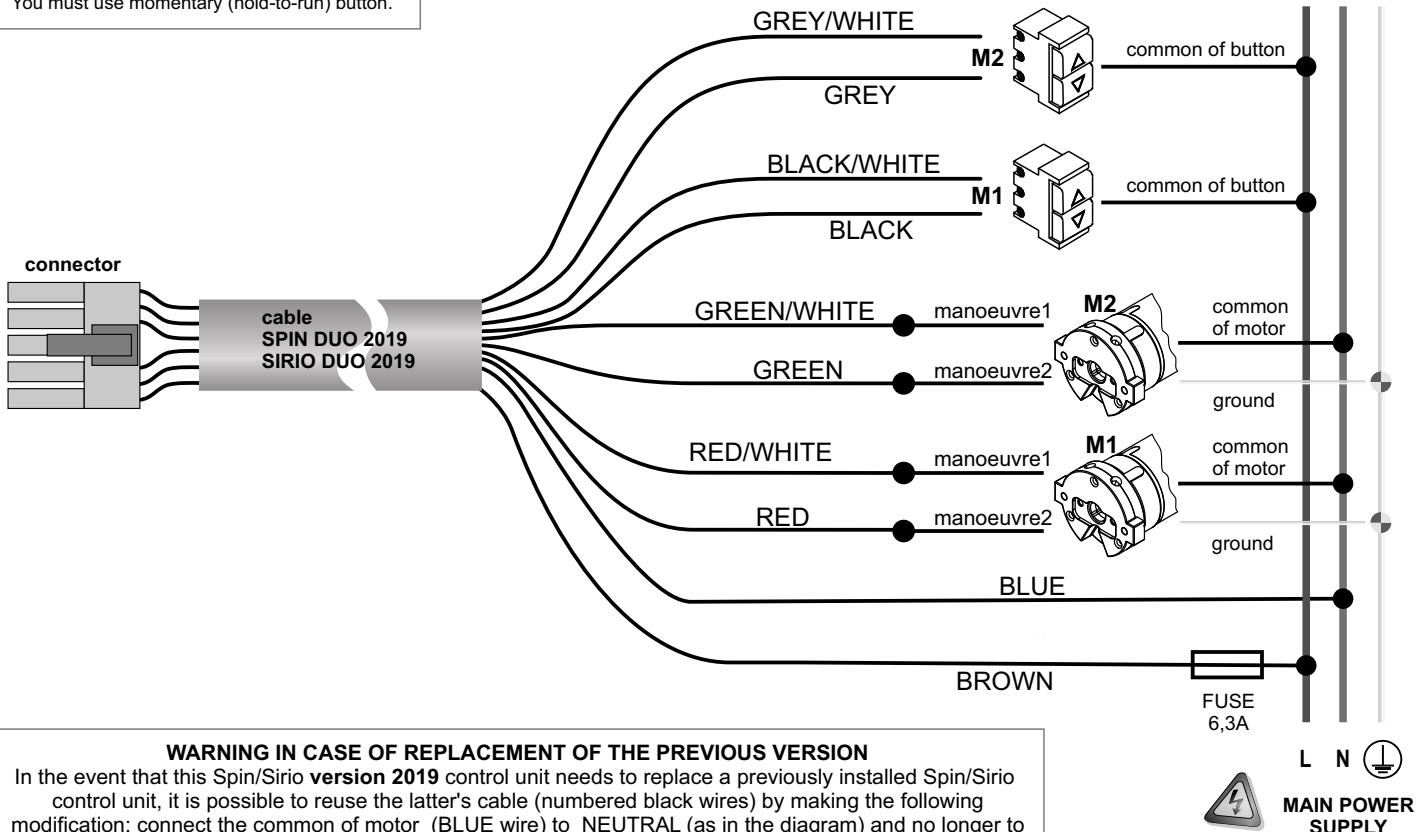 You must use momentary (hold-to-run) button.
GREY/WHITE
M2
common of button
GREY
BLACK/WHITE
M1
common of button
BLACK
connector
cable
SPIN DUO 2019
SIRIO DUO 2019
GREEN/WHITE
manoeuvre1
M2
common
of motor
GREEN
manoeuvre2
ground
RED/WHITE
manoeuvre1
M1
common
of motor
RED
manoeuvre2
ground
BLUE
BROWN
FUSE
6,3A
L N
MAIN POWER
SUPPLY
WARNING IN CASE OF REPLACEMENT OF THE PREVIOUS VERSION
In the event that this Spin/Sirio version 2019 control unit needs to replace a previously installed Spin/Sirio
control unit, it is possible to reuse the latter's cable (numbered black wires) by making the following
modification: connect the common of motor (BLUE wire) to NEUTRAL (as in the diagram) and no longer to